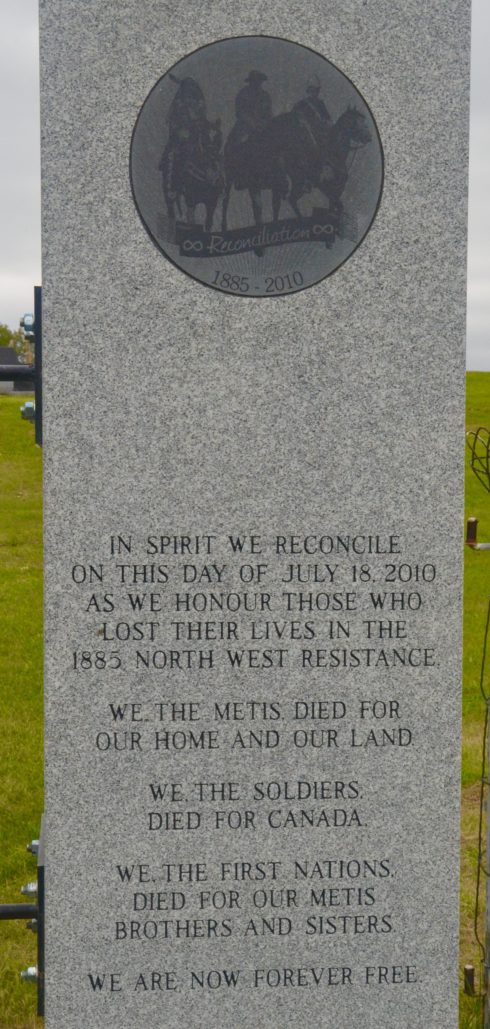 ∞ Reconciliation ∞
1885 - 2010
IN SPIRIT WE RECONCILE
ON THIS DAY OF JULY 18, 2010
AS WE HONOUR THOSE WHO
LOST THEIR LIVES IN THE
1885 NORTH WEST RESISTANCE.
WE, THE METIS, DIED FOR
OUR HOME AND OUR LAND.
WE, THE SOLDIERS,
DIED FOR CANADA.
WE, THE FIRST NATIONS,
DIED FOR OUR METIS
BROTHERS AND SISTERS.
WE ARE NOW FOREVER FREE.